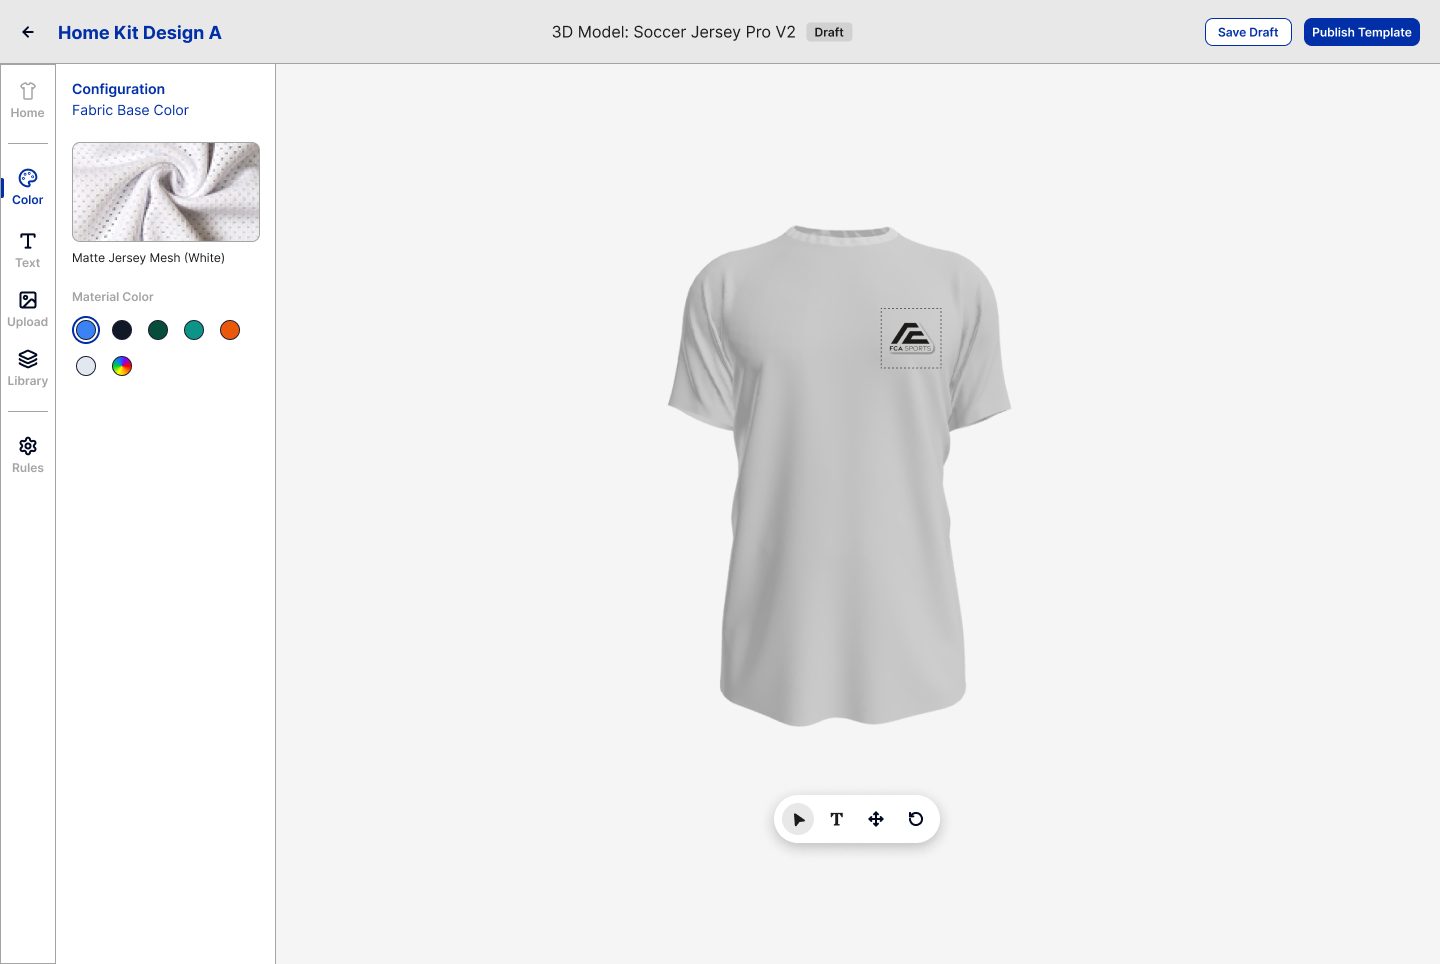 Home Kit Design A
3D Model: Soccer Jersey Pro V2
Draft
Save Draft
Publish Template
Home
Color
Text
Upload
Library
Rules
Configuration
Fabric Base Color
Matte Jersey Mesh (White)
Material Color
FCA SPORTS
T